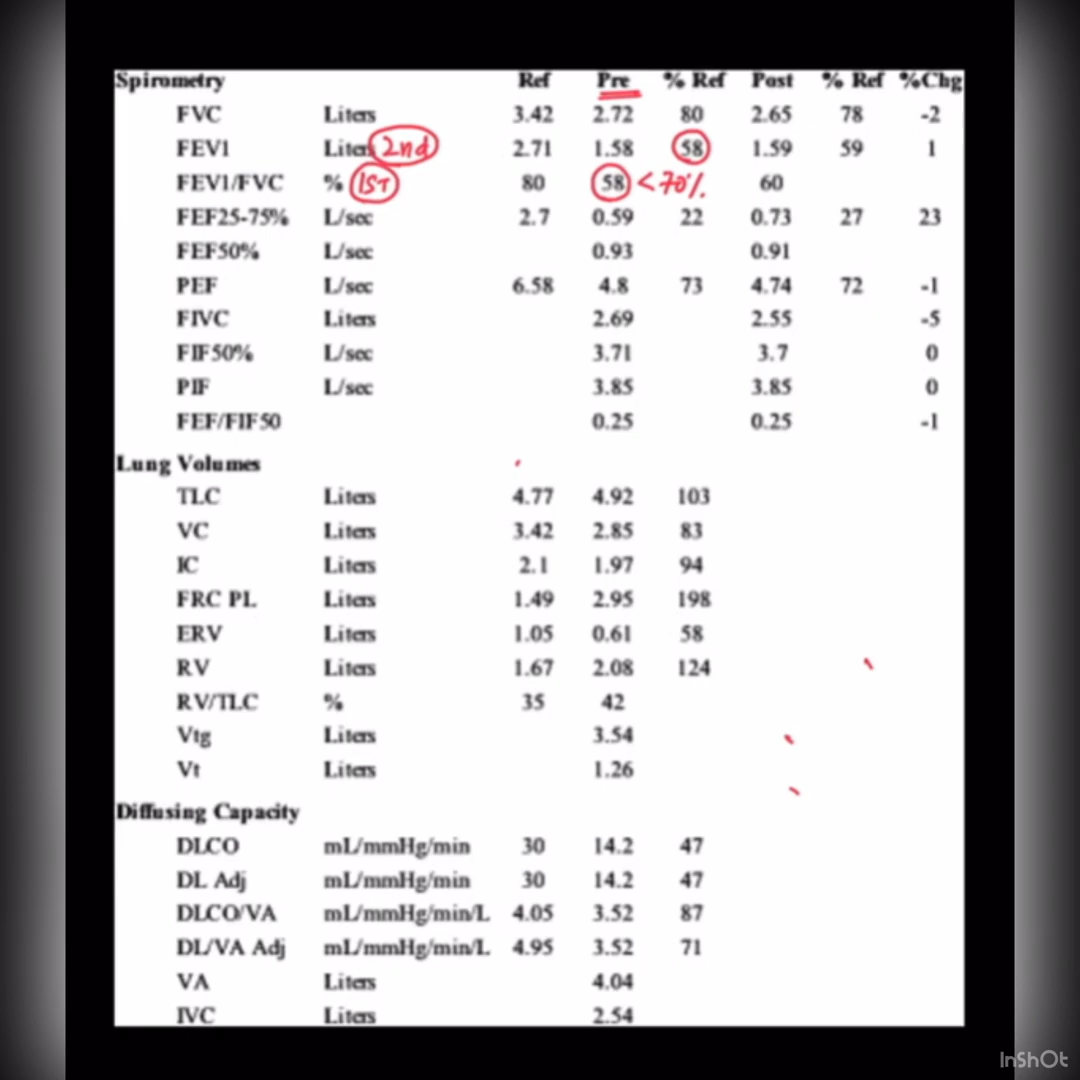 Spirometry Ref Pre % Ref Post % Ref %Chg
FVC Liters 3.42 2.72 80 2.65 78 -2
FEV1 Liters 2nd 2.71 1.58 58 1.59 59 1
FEV1/FVC % 1ST 80 58 <70% 60
FEF25-75% L/sec 2.7 0.59 22 0.73 27 23
FEF50% L/sec 0.93 0.91
PEF L/sec 6.58 4.8 73 4.74 72 -1
FIVC Liters 2.69 2.55 -5
FIF50% L/sec 3.71 3.7 0
PIF L/sec 3.85 3.85 0
FEF/FIF50 0.25 0.25 -1
Lung Volumes
TLC Liters 4.77 4.92 103
VC Liters 3.42 2.85 83
IC Liters 2.1 1.97 94
FRC PL Liters 1.49 2.95 198
ERV Liters 1.05 0.61 58
RV Liters 1.67 2.08 124
RV/TLC % 35 42
Vtg Liters 3.54
Vt Liters 1.26
Diffusing Capacity
DLCO mL/mmHg/min 30 14.2 47
DL Adj mL/mmHg/min 30 14.2 47
DLCO/VA mL/mmHg/min/L 4.05 3.52 87
DL/VA Adj mL/mmHg/min/L 4.95 3.52 71
VA Liters 4.04
IVC Liters 2.54
InShOt